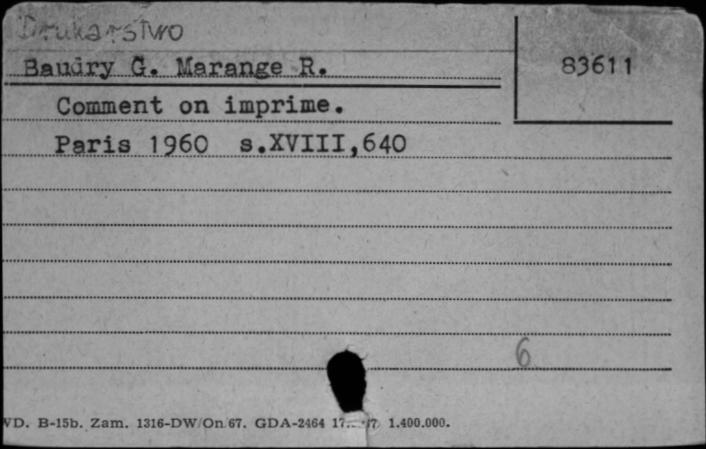 Drukarstwo
Baudry G. Marange R.
83611
Comment on imprime.
Paris 1960 s.XVIII,640
6
WD. B-15b. Zam. 1316-DW/On/67. GDA-2464 1.400.000.